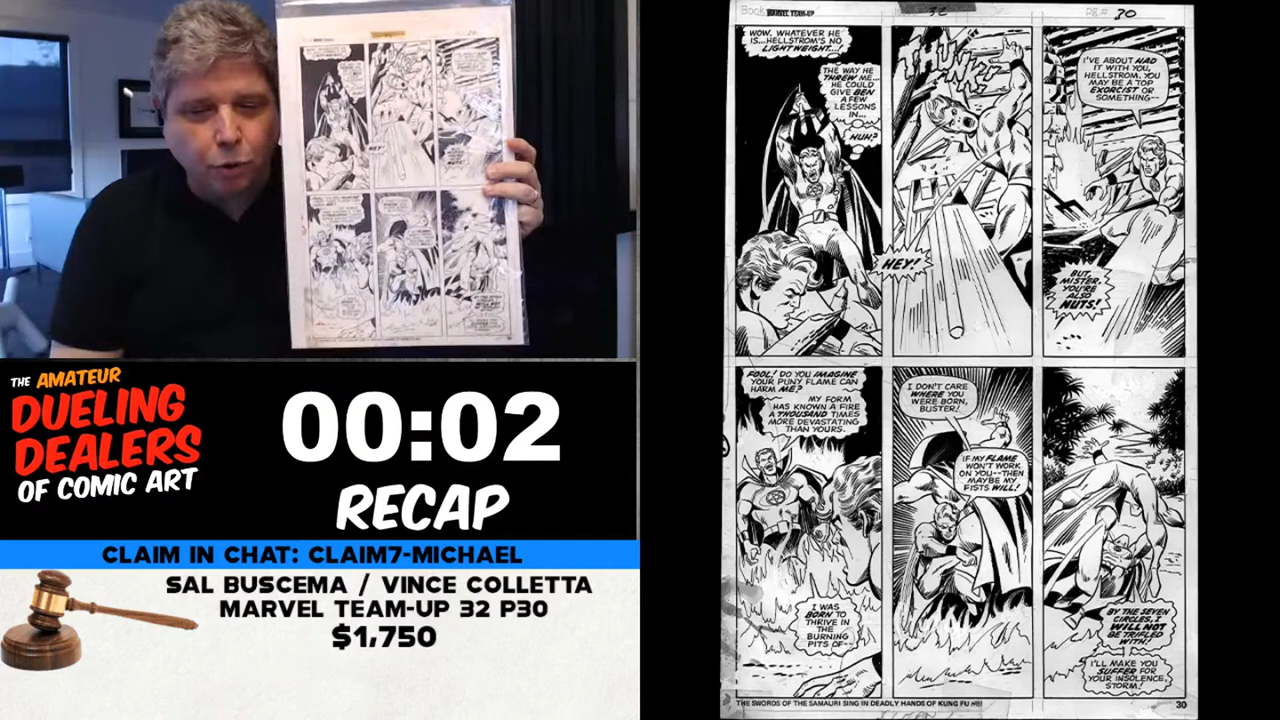 THE AMATEUR
DUELING
DEALERS
OF COMIC ART
00:02
RECAP
CLAIM IN CHAT: CLAIM7-MICHAEL
SAL BUSCEMA / VINCE COLLETTA
MARVEL TEAM-UP 32 P30
$1,750
Book MARVEL TEAM-UP
32
pg.# 30
WOW. WHATEVER HE
IS...HELLSTROM'S NO
LIGHTWEIGHT...!
THE WAY HE
THREW ME...
HE COULD
GIVE BEN
A FEW
LESSONS
IN...
HUH?
HEY!
THUNK!
I'VE ABOUT HAD
IT WITH YOU,
HELLSTROM. YOU
MAY BE A TOP
EXORCIST OR
SOMETHING--
BUT,
MISTER,
YOU'RE
ALSO
NUTS!
FOOL! DO YOU IMAGINE
YOUR PUNY FLAME CAN
HARM ME?
MY FORM
HAS KNOWN A FIRE
A THOUSAND TIMES
MORE DEVASTATING
THAN YOURS.
I WAS
BORN TO
THRIVE IN
THE
BURNING
PITS OF--
I DON'T CARE
WHERE YOU
WERE BORN,
BUSTER!
IF MY FLAME
WON'T WORK
ON YOU--THEN
MAYBE MY
FISTS WILL!
BY THE SEVEN
CIRCLES, I
WILL NOT
BE TRIFLED
WITH!
I'LL MAKE YOU
SUFFER FOR
YOUR INSOLENCE,
STORM!
THE SWORDS OF THE SAMAURI SING IN DEADLY HANDS OF KUNG FU #8!
30